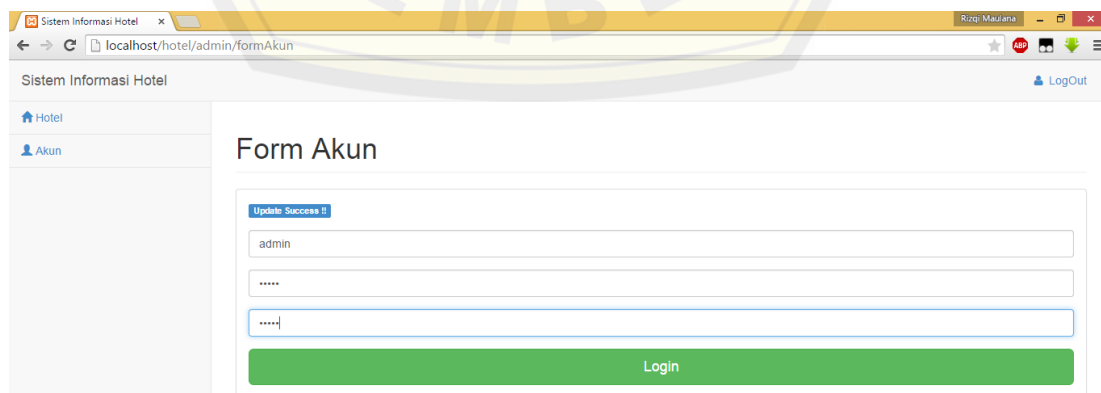 Sistem Informasi Hotel
Rizqi Maulana
localhost/hotel/admin/formAkun
ABP
Sistem Informasi Hotel
LogOut
Hotel
Akun
Form Akun
Update Success !!
admin
•••••
•••••
Login